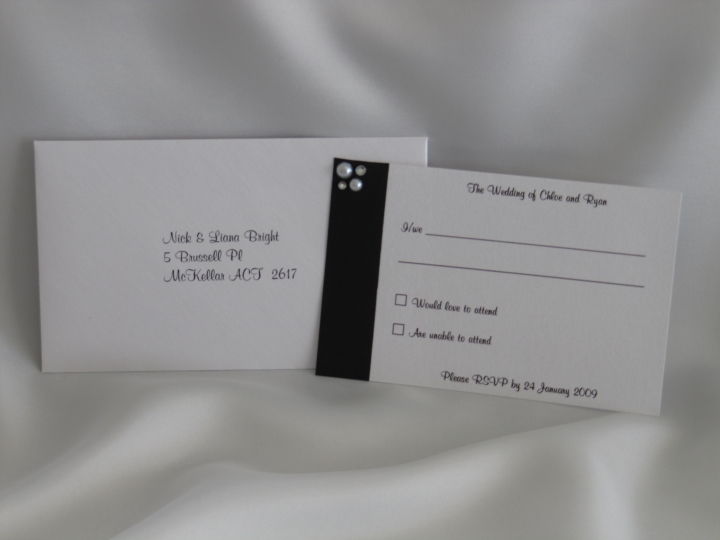 Nick & Liana Bright
5 Brussell Pl
McKellar ACT 2617
The Wedding of Chloe and Ryan
I/we
Would love to attend
Are unable to attend
Please RSVP by 24 January 2009